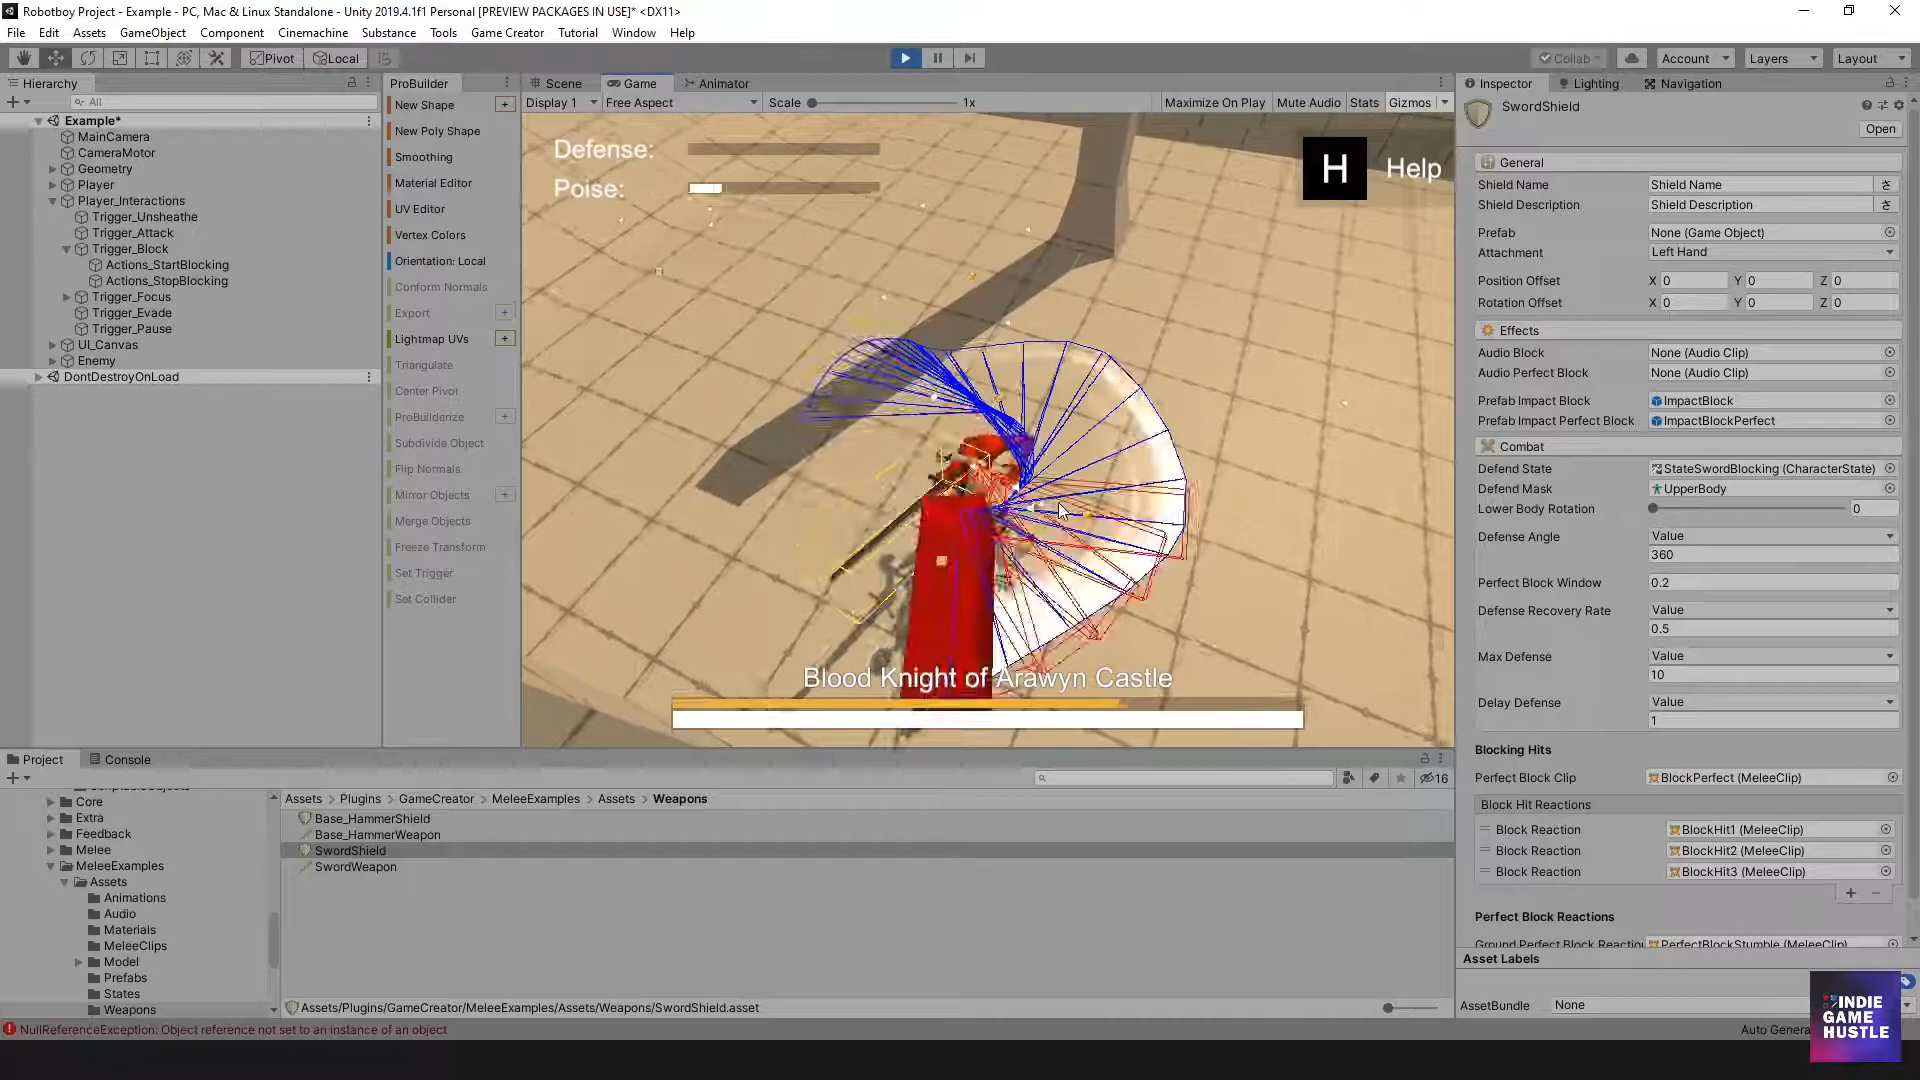 Robotboy Project - Example - PC, Mac & Linux Standalone - Unity 2019.4.1f1 Personal [PREVIEW PACKAGES IN USE]* <DX11>
File Edit Assets GameObject Component Cinemachine Substance Tools Game Creator Tutorial Window Help
Pivot Local Collab Account Layers Layout
Hierarchy
All
Example*
MainCamera
CameraMotor
Geometry
Player
Player_Interactions
Trigger_Unsheathe
Trigger_Attack
Trigger_Block
Actions_StartBlocking
Actions_StopBlocking
Trigger_Focus
Trigger_Evade
Trigger_Pause
UI_Canvas
Enemy
DontDestroyOnLoad
ProBuilder
New Shape
New Poly Shape
Smoothing
Material Editor
UV Editor
Vertex Colors
Orientation: Local
Conform Normals
Export
Lightmap UVs
Triangulate
Center Pivot
ProBuilderize
Subdivide Object
Flip Normals
Mirror Objects
Merge Objects
Freeze Transform
Set Trigger
Set Collider
Scene Game Animator
Display 1 Free Aspect Scale 1x Maximize On Play Mute Audio Stats Gizmos
Defense:
Poise:
H Help
Blood Knight of Arawyn Castle
Inspector Lighting Navigation
SwordShield
Open
General
Shield Name Shield Name
Shield Description Shield Description
Prefab None (Game Object)
Attachment Left Hand
Position Offset X 0 Y 0 Z 0
Rotation Offset X 0 Y 0 Z 0
Effects
Audio Block None (Audio Clip)
Audio Perfect Block None (Audio Clip)
Prefab Impact Block ImpactBlock
Prefab Impact Perfect Block ImpactBlockPerfect
Combat
Defend State StateSwordBlocking (CharacterState)
Defend Mask UpperBody
Lower Body Rotation 0
Defense Angle Value
360
Perfect Block Window 0.2
Defense Recovery Rate Value
0.5
Max Defense Value
10
Delay Defense Value
1
Blocking Hits
Perfect Block Clip BlockPerfect (MeleeClip)
Block Hit Reactions
Block Reaction BlockHit1 (MeleeClip)
Block Reaction BlockHit2 (MeleeClip)
Block Reaction BlockHit3 (MeleeClip)
Perfect Block Reactions
Ground Perfect Block Reactio PerfectBlockStumble (MeleeClip)
Asset Labels
AssetBundle None
Auto Genera
INDIE
GAME
HUSTLE
Project Console
16
Core
Extra
Feedback
Melee
MeleeExamples
Assets
Animations
Audio
Materials
MeleeClips
Model
Prefabs
States
Weapons
Assets > Plugins > GameCreator > MeleeExamples > Assets > Weapons
Base_HammerShield
Base_HammerWeapon
SwordShield
SwordWeapon
Assets/Plugins/GameCreator/MeleeExamples/Assets/Weapons/SwordShield.asset
NullReferenceException: Object reference not set to an instance of an object